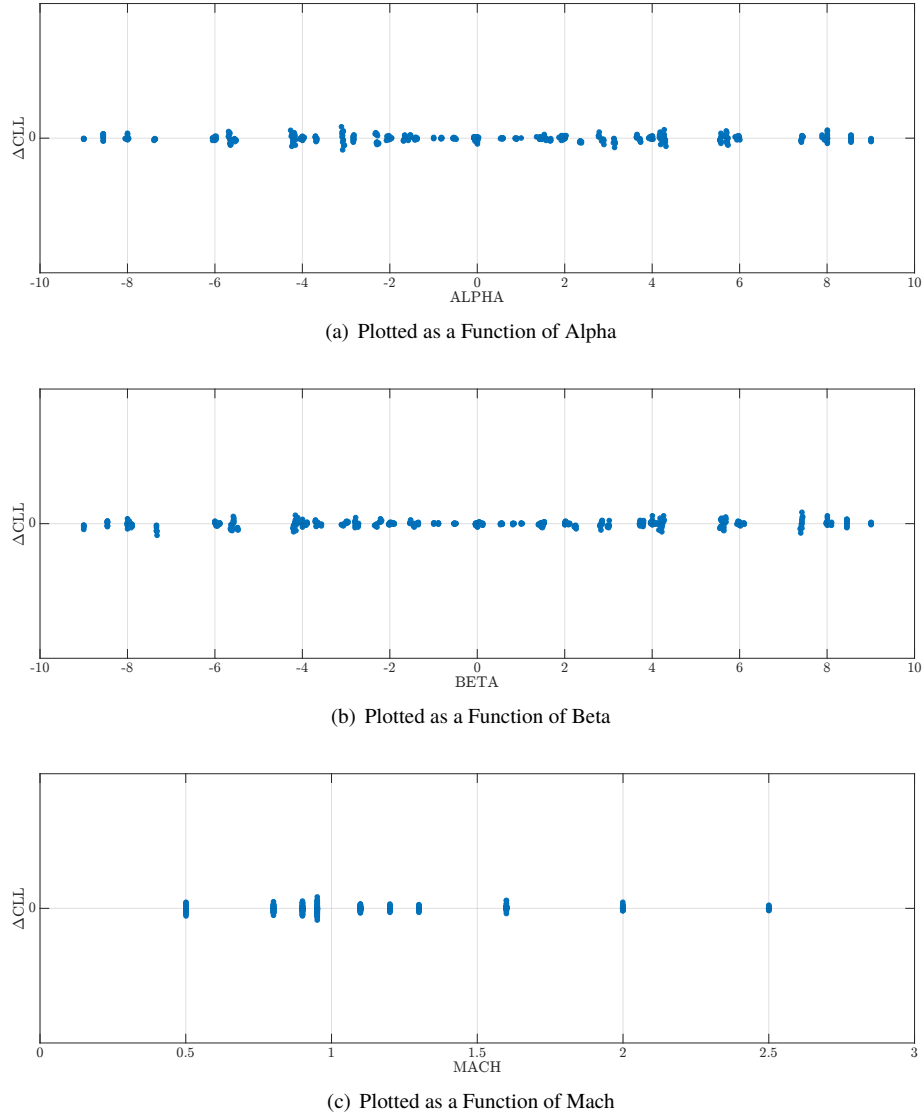 ΔCLL
0
-10 -8 -6 -4 -2 0 2 4 6 8 10
ALPHA
(a) Plotted as a Function of Alpha
ΔCLL
0
-10 -8 -6 -4 -2 0 2 4 6 8 10
BETA
(b) Plotted as a Function of Beta
ΔCLL
0
0 0.5 1 1.5 2 2.5 3
MACH
(c) Plotted as a Function of Mach